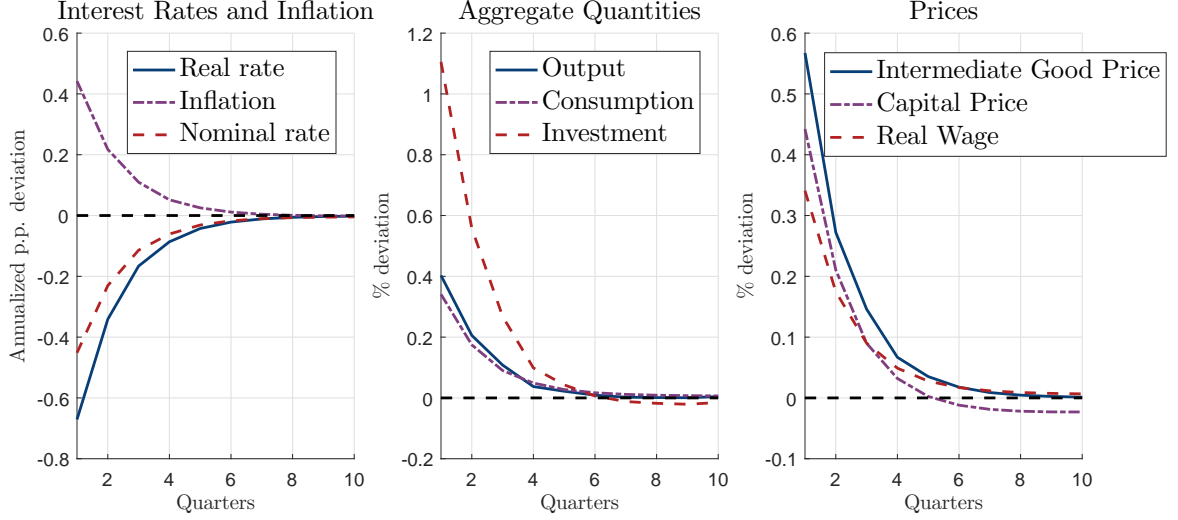 Interest Rates and Inflation
Annualized p.p. deviation
0.6
0.4
0.2
0
-0.2
-0.4
-0.6
-0.8
Real rate
Inflation
Nominal rate
2
4
6
8
10
Quarters
Aggregate Quantities
% deviation
1.2
1
0.8
0.6
0.4
0.2
0
-0.2
Output
Consumption
Investment
2
4
6
8
10
Quarters
Prices
% deviation
0.6
0.5
0.4
0.3
0.2
0.1
0
-0.1
Intermediate Good Price
Capital Price
Real Wage
2
4
6
8
10
Quarters